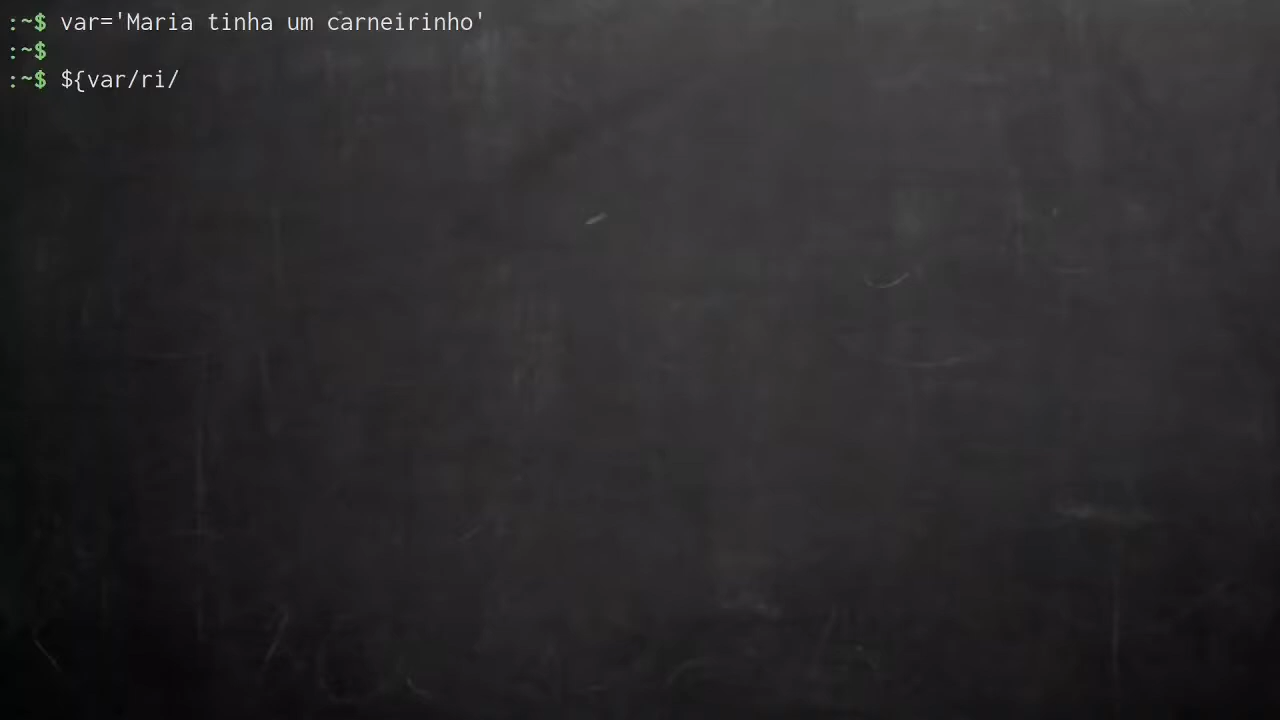 :~$ var='Maria tinha um carneirinho'
:~$
:~$ ${var/ri/